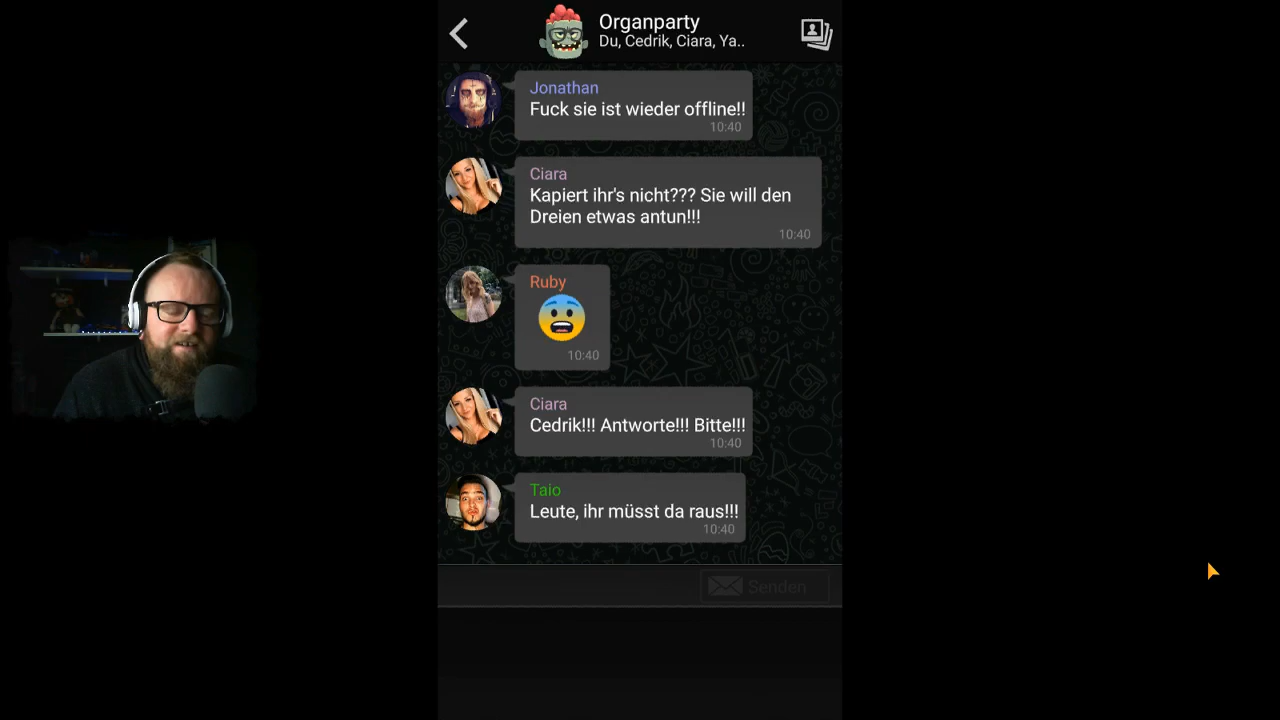 Organparty
Du, Cedrik, Ciara, Ya..
Jonathan
Fuck sie ist wieder offline!!
10:40
Ciara
Kapiert ihr's nicht??? Sie will den
Dreien etwas antun!!!
10:40
Ruby
10:40
Ciara
Cedrik!!! Antworte!!! Bitte!!!
10:40
Taio
Leute, ihr müsst da raus!!!
10:40
Senden